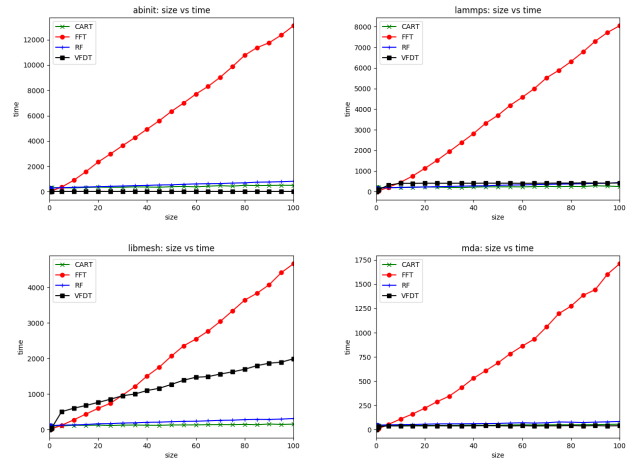 abinit: size vs time
CART
FFT
RF
VFDT
12000
10000
8000
6000
4000
2000
0
time
0 20 40 60 80 100
size
lammps: size vs time
CART
FFT
RF
VFDT
8000
7000
6000
5000
4000
3000
2000
1000
0
time
0 20 40 60 80 100
size
libmesh: size vs time
CART
FFT
RF
VFDT
4000
3000
2000
1000
0
time
0 20 40 60 80 100
size
mda: size vs time
CART
FFT
RF
VFDT
1750
1500
1250
1000
750
500
250
0
time
0 20 40 60 80 100
size